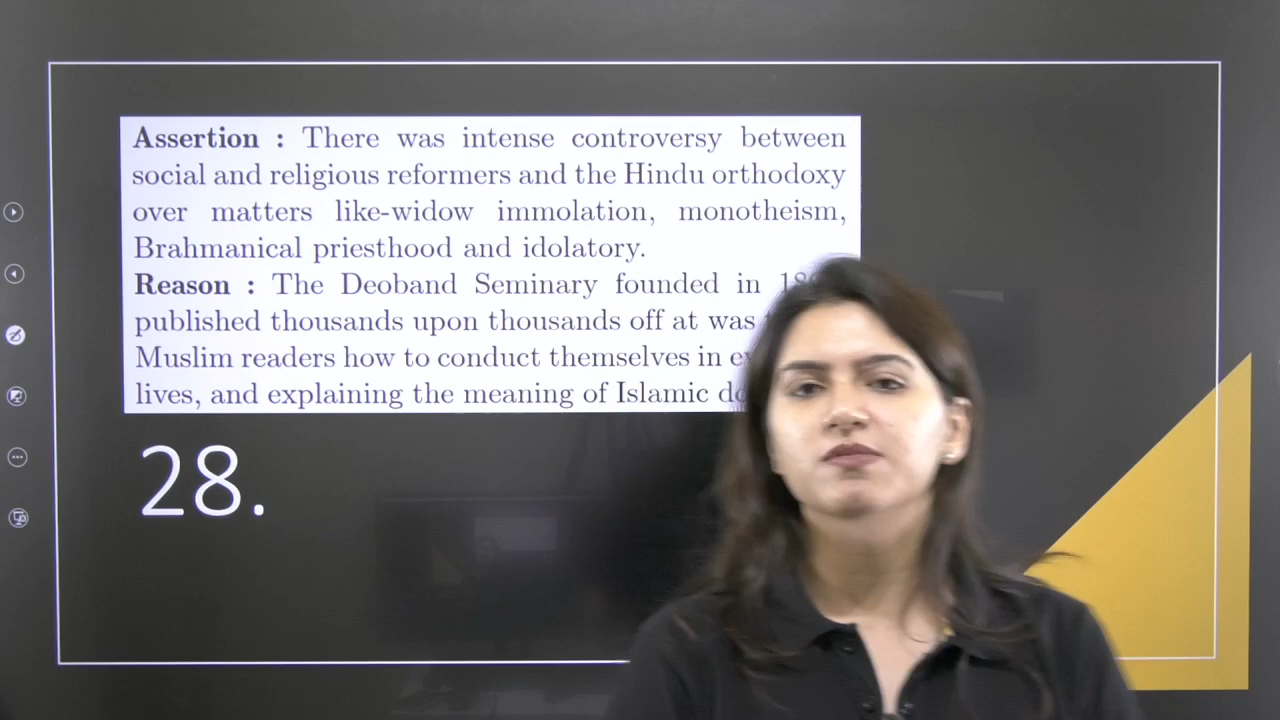 Assertion : There was intense controversy between
social and religious reformers and the Hindu orthodoxy
over matters like-widow immolation, monotheism,
Brahmanical priesthood and idolatory.
Reason : The Deoband Seminary founded in
published thousands upon thousands off at was
Muslim readers how to conduct themselves in
lives, and explaining the meaning of Islamic
28.